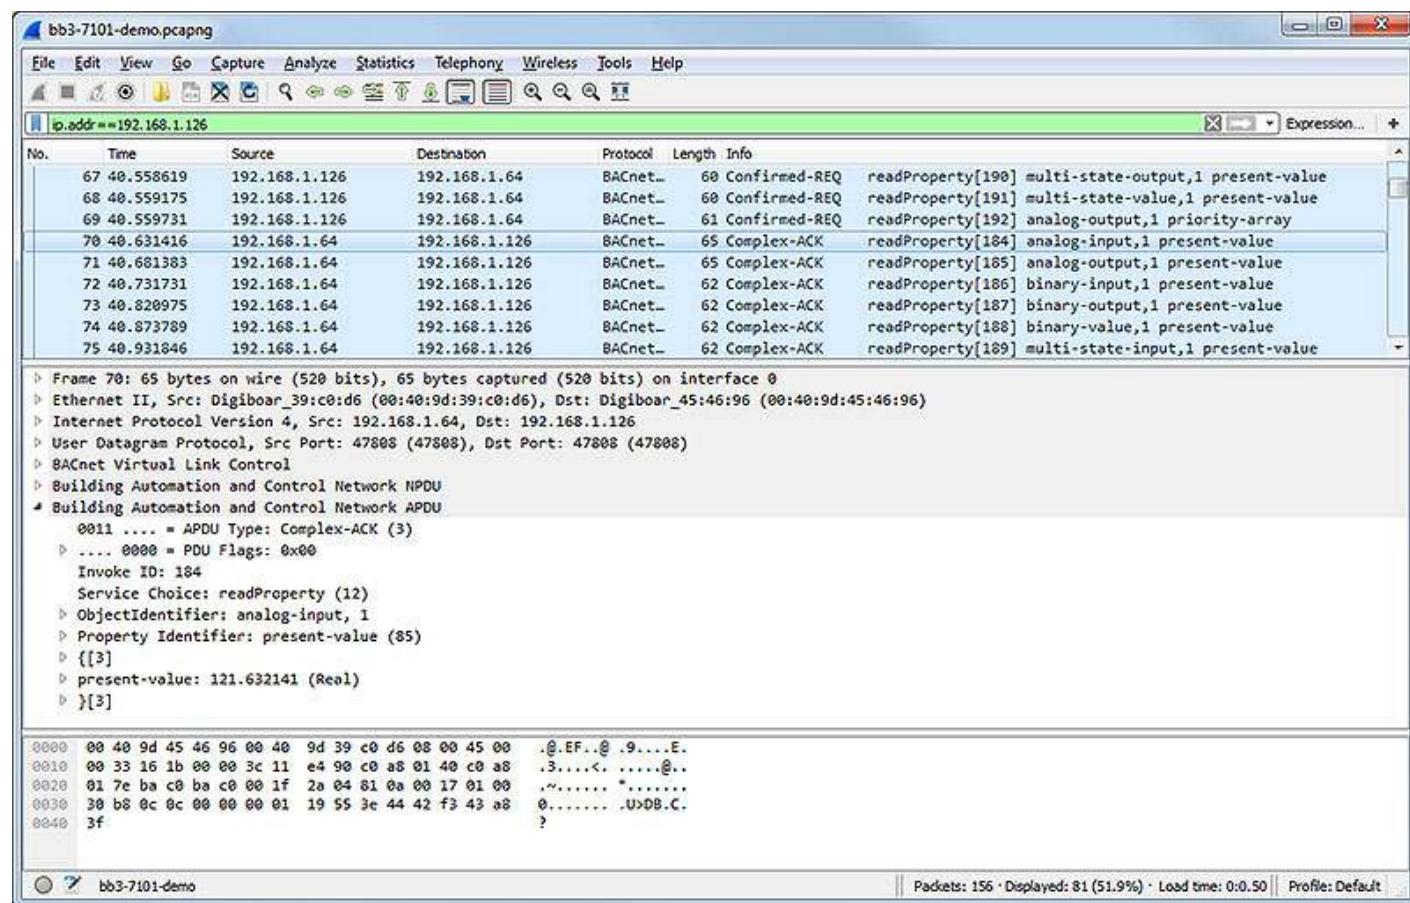 bb3-7101-demo.pcapng
File Edit View Go Capture Analyze Statistics Telephony Wireless Tools Help
ip.addr==192.168.1.126 Expression... +
No. Time Source Destination Protocol Length Info
67 40.558619 192.168.1.126 192.168.1.64 BACnet… 60 Confirmed-REQ readProperty[190] multi-state-output,1 present-value
68 40.559175 192.168.1.126 192.168.1.64 BACnet… 60 Confirmed-REQ readProperty[191] multi-state-value,1 present-value
69 40.559731 192.168.1.126 192.168.1.64 BACnet… 61 Confirmed-REQ readProperty[192] analog-output,1 priority-array
70 40.631416 192.168.1.64 192.168.1.126 BACnet… 65 Complex-ACK readProperty[184] analog-input,1 present-value
71 40.681383 192.168.1.64 192.168.1.126 BACnet… 65 Complex-ACK readProperty[185] analog-output,1 present-value
72 40.731731 192.168.1.64 192.168.1.126 BACnet… 62 Complex-ACK readProperty[186] binary-input,1 present-value
73 40.820975 192.168.1.64 192.168.1.126 BACnet… 62 Complex-ACK readProperty[187] binary-output,1 present-value
74 40.873789 192.168.1.64 192.168.1.126 BACnet… 62 Complex-ACK readProperty[188] binary-value,1 present-value
75 40.931846 192.168.1.64 192.168.1.126 BACnet… 62 Complex-ACK readProperty[189] multi-state-input,1 present-value
Frame 70: 65 bytes on wire (520 bits), 65 bytes captured (520 bits) on interface 0
Ethernet II, Src: Digiboar_39:c0:d6 (00:40:9d:39:c0:d6), Dst: Digiboar_45:46:96 (00:40:9d:45:46:96)
Internet Protocol Version 4, Src: 192.168.1.64, Dst: 192.168.1.126
User Datagram Protocol, Src Port: 47808 (47808), Dst Port: 47808 (47808)
BACnet Virtual Link Control
Building Automation and Control Network NPDU
Building Automation and Control Network APDU
0011 .... = APDU Type: Complex-ACK (3)
.... 0000 = PDU Flags: 0x00
Invoke ID: 184
Service Choice: readProperty (12)
ObjectIdentifier: analog-input, 1
Property Identifier: present-value (85)
{[3]
present-value: 121.632141 (Real)
}[3]
0000 00 40 9d 45 46 96 00 40 9d 39 c0 d6 08 00 45 00 .@.EF..@ .9....E.
0010 00 33 16 1b 00 00 3c 11 e4 90 c0 a8 01 40 c0 a8 .3....<. .....@..
0020 01 7e ba c0 ba c0 00 1f 2a 04 81 0a 00 17 01 00 .~...... *.......
0030 30 b8 0c 0c 00 00 00 01 19 55 3e 44 42 f3 43 a8 0....... .U>DB.C.
0040 3f ?
bb3-7101-demo Packets: 156 · Displayed: 81 (51.9%) · Load time: 0:0.50 Profile: Default